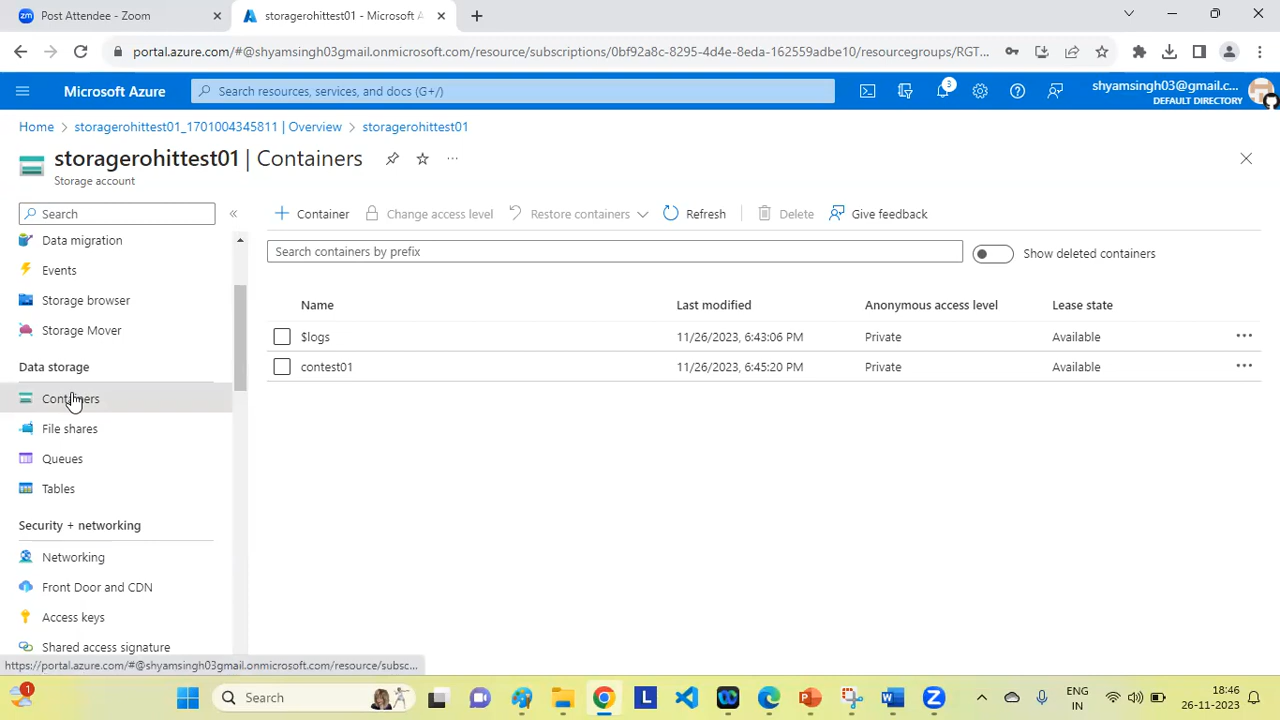 Post Attendee - Zoom
storagerohittest01 - Microsoft A
portal.azure.com/#@shyamsingh03gmail.onmicrosoft.com/resource/subscriptions/0bf92a8c-8295-4d4e-8eda-162559adbe10/resourcegroups/RGT...
Microsoft Azure
Search resources, services, and docs (G+/)
3
shyamsingh03@gmail.c...
DEFAULT DIRECTORY
Home > storagerohittest01_1701004345811 | Overview > storagerohittest01
storagerohittest01 | Containers
Storage account
Search
Container
Change access level
Restore containers
Refresh
Delete
Give feedback
Data migration
Events
Storage browser
Storage Mover
Data storage
Containers
File shares
Queues
Tables
Security + networking
Networking
Front Door and CDN
Access keys
Shared access signature
Search containers by prefix
Show deleted containers
Name Last modified Anonymous access level Lease state
$logs 11/26/2023, 6:43:06 PM Private Available
contest01 11/26/2023, 6:45:20 PM Private Available
https://portal.azure.com/#@shyamsingh03gmail.onmicrosoft.com/resource/subsc...
1
Search
ENG
IN
18:46
26-11-2023